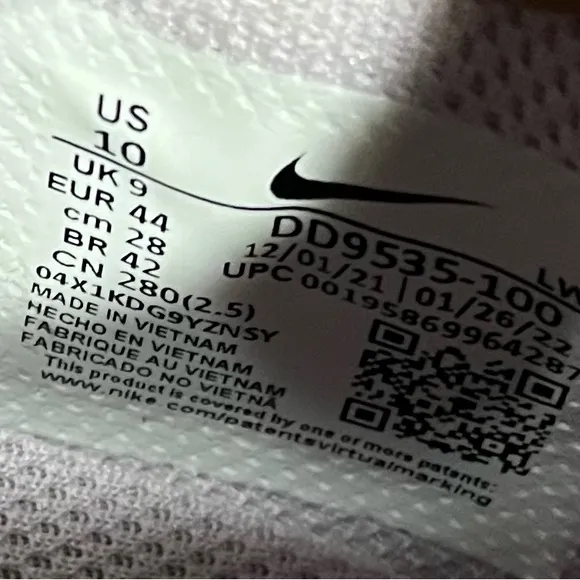 US
10
UK 9
EUR 44
cm 28
BR 42
CN 280(2.5)
04X1KDG9YZNSY
MADE IN VIETNAM
HECHO EN VIETNAM
FABRIQUE AU VIETNAM
FABRICADO NO VIETNÃ
This product is covered by one or more patents:
www.nike.com/patentsvirtualmarking
DD9535-100
LW
12/01/21 | 01/26/22
UPC 00195869964287